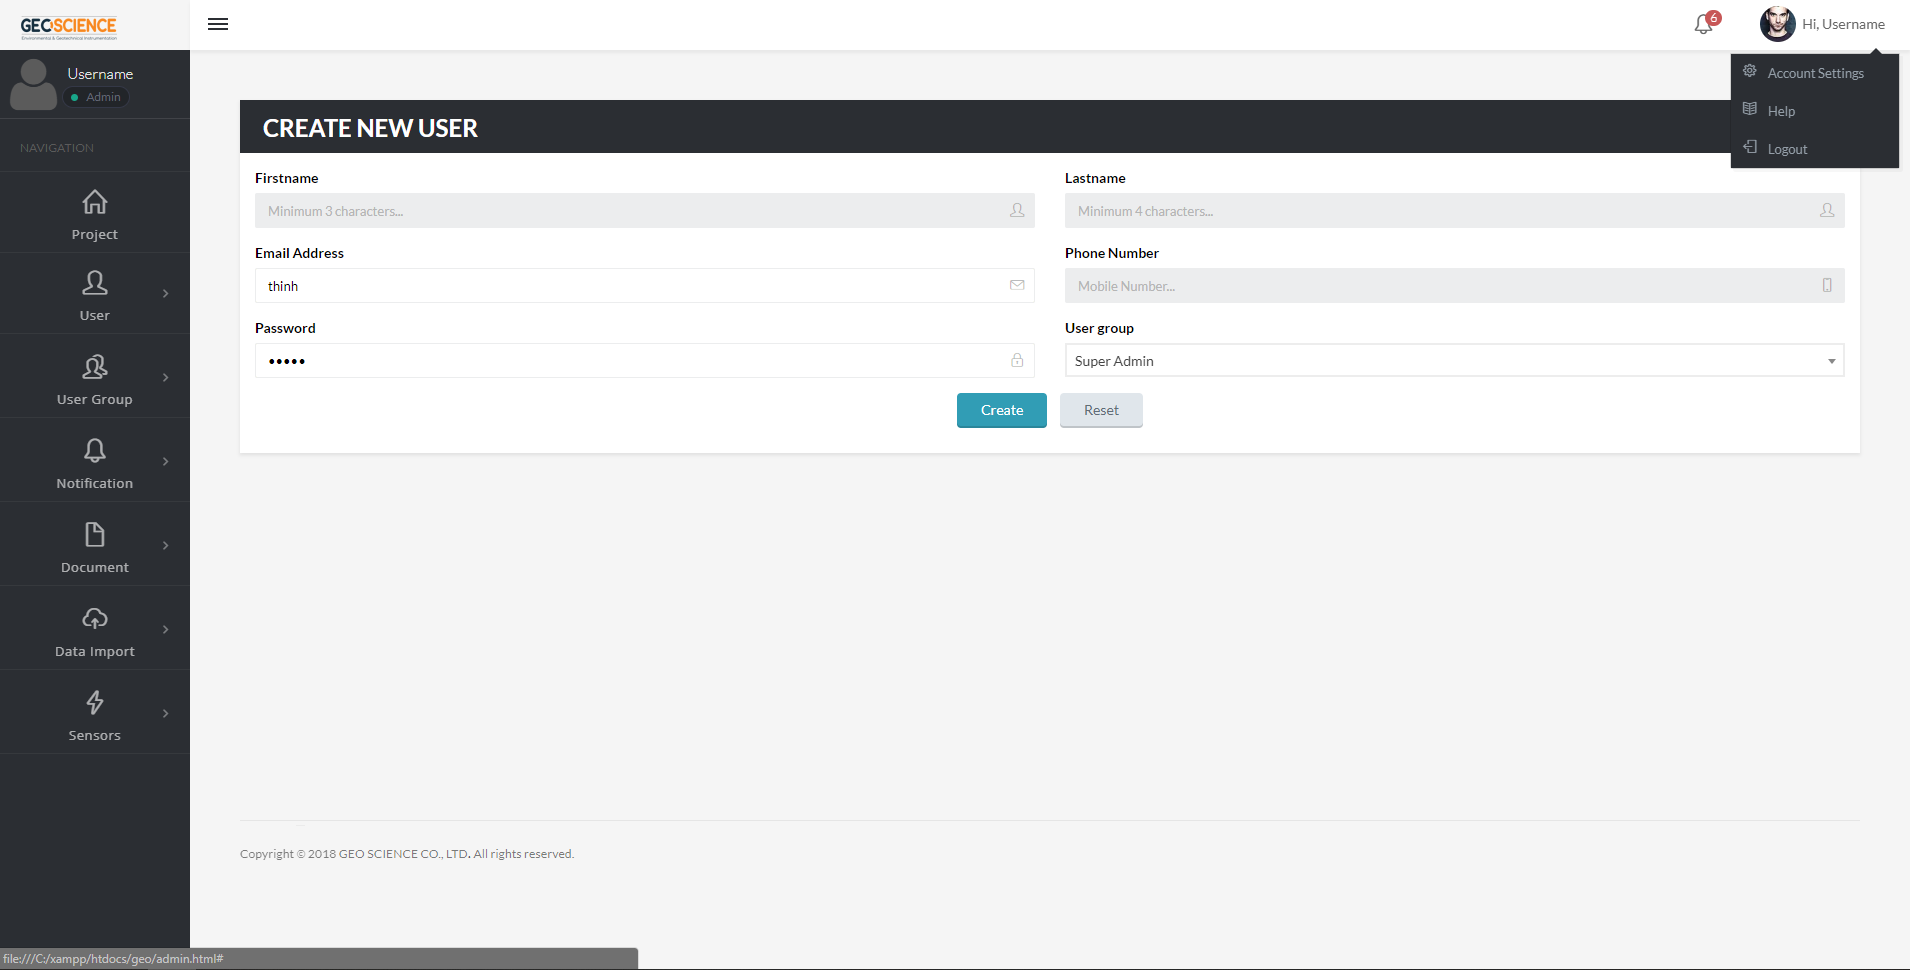 GEOSCIENCE
Environmental & Geotechnical Instrumentation
6
Hi, Username
Username
Admin
Account Settings
Help
Logout
NAVIGATION
Project
User
User Group
Notification
Document
Data Import
Sensors
CREATE NEW USER
Firstname
Lastname
Minimum 3 characters...
Minimum 4 characters...
Email Address
Phone Number
thinh
Mobile Number...
Password
User group
•••••
Super Admin
Create
Reset
Copyright © 2018 GEO SCIENCE CO., LTD. All rights reserved.
file:///C:/xampp/htdocs/geo/admin.html#